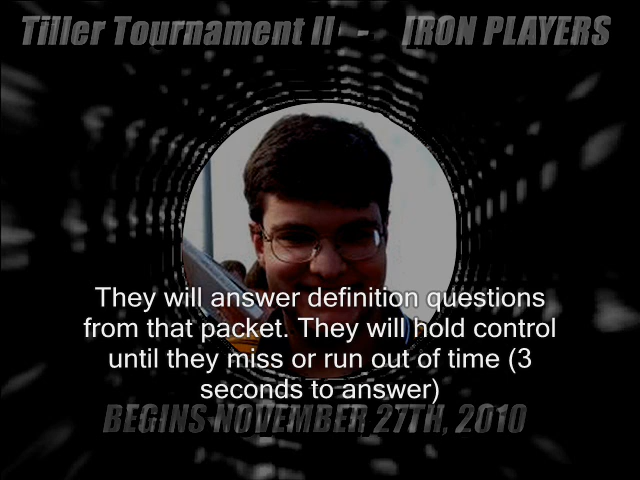 Tiller Tournament II - IRON PLAYERS
They will answer definition questions
from that packet. They will hold control
until they miss or run out of time (3
seconds to answer)
BEGINS NOVEMBER 27TH, 2010